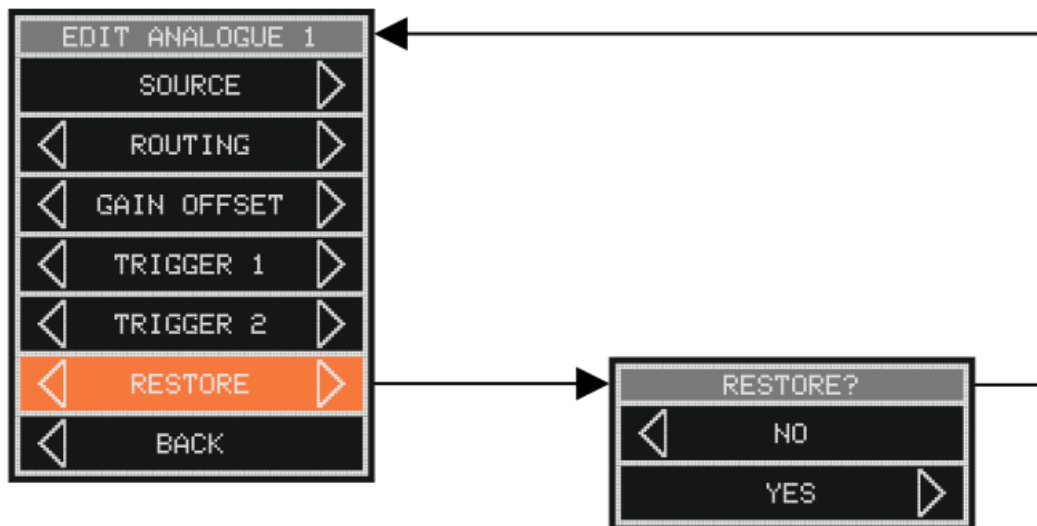 EDIT ANALOGUE 1
SOURCE
ROUTING
GAIN OFFSET
TRIGGER 1
TRIGGER 2
RESTORE
BACK
RESTORE?
NO
YES